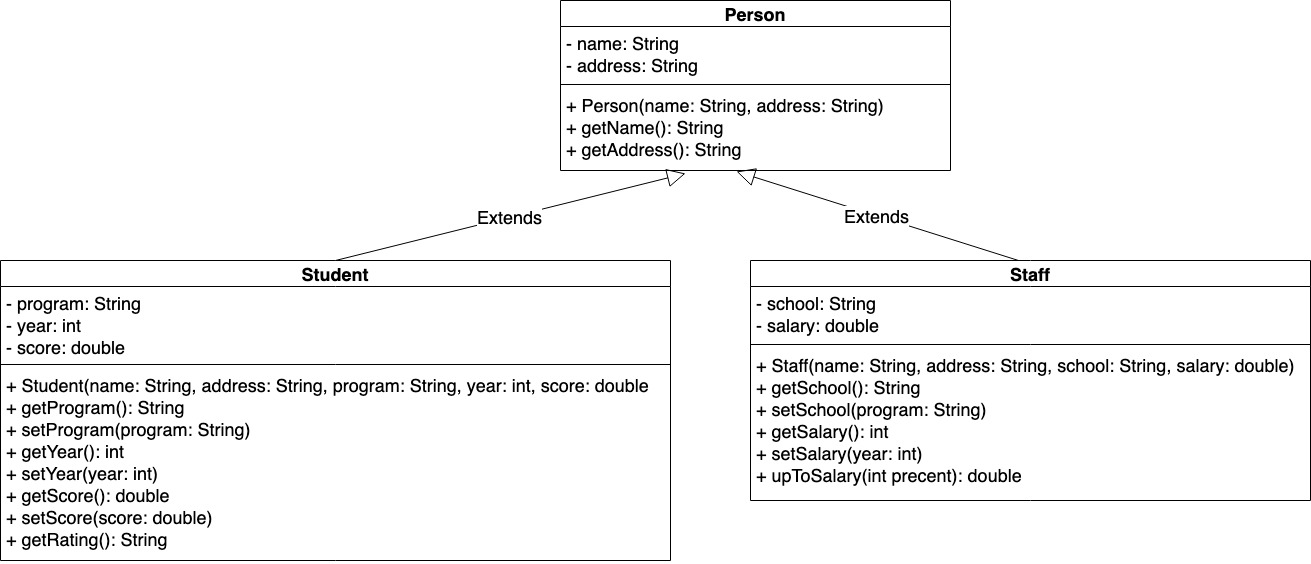 Person
- name: String
- address: String
+ Person(name: String, address: String)
+ getName(): String
+ getAddress(): String
Extends
Extends
Student
- program: String
- year: int
- score: double
+ Student(name: String, address: String, program: String, year: int, score: double
+ getProgram(): String
+ setProgram(program: String)
+ getYear(): int
+ setYear(year: int)
+ getScore(): double
+ setScore(score: double)
+ getRating(): String
Staff
- school: String
- salary: double
+ Staff(name: String, address: String, school: String, salary: double)
+ getSchool(): String
+ setSchool(program: String)
+ getSalary(): int
+ setSalary(year: int)
+ upToSalary(int precent): double